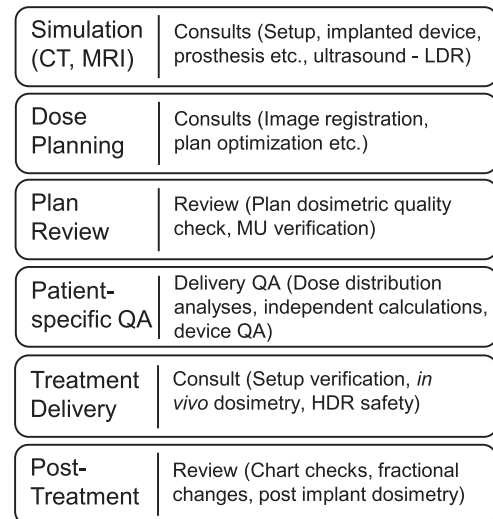 Simulation
(CT, MRI)
Consults (Setup, implanted device,
prosthesis etc., ultrasound - LDR)
Dose
Planning
Consults (Image registration,
plan optimization etc.)
Plan
Review
Review (Plan dosimetric quality
check, MU verification)
Patient-
specific QA
Delivery QA (Dose distribution
analyses, independent calculations,
device QA)
Treatment
Delivery
Consult (Setup verification, in
vivo dosimetry, HDR safety)
Post-
Treatment
Review (Chart checks, fractional
changes, post implant dosimetry)